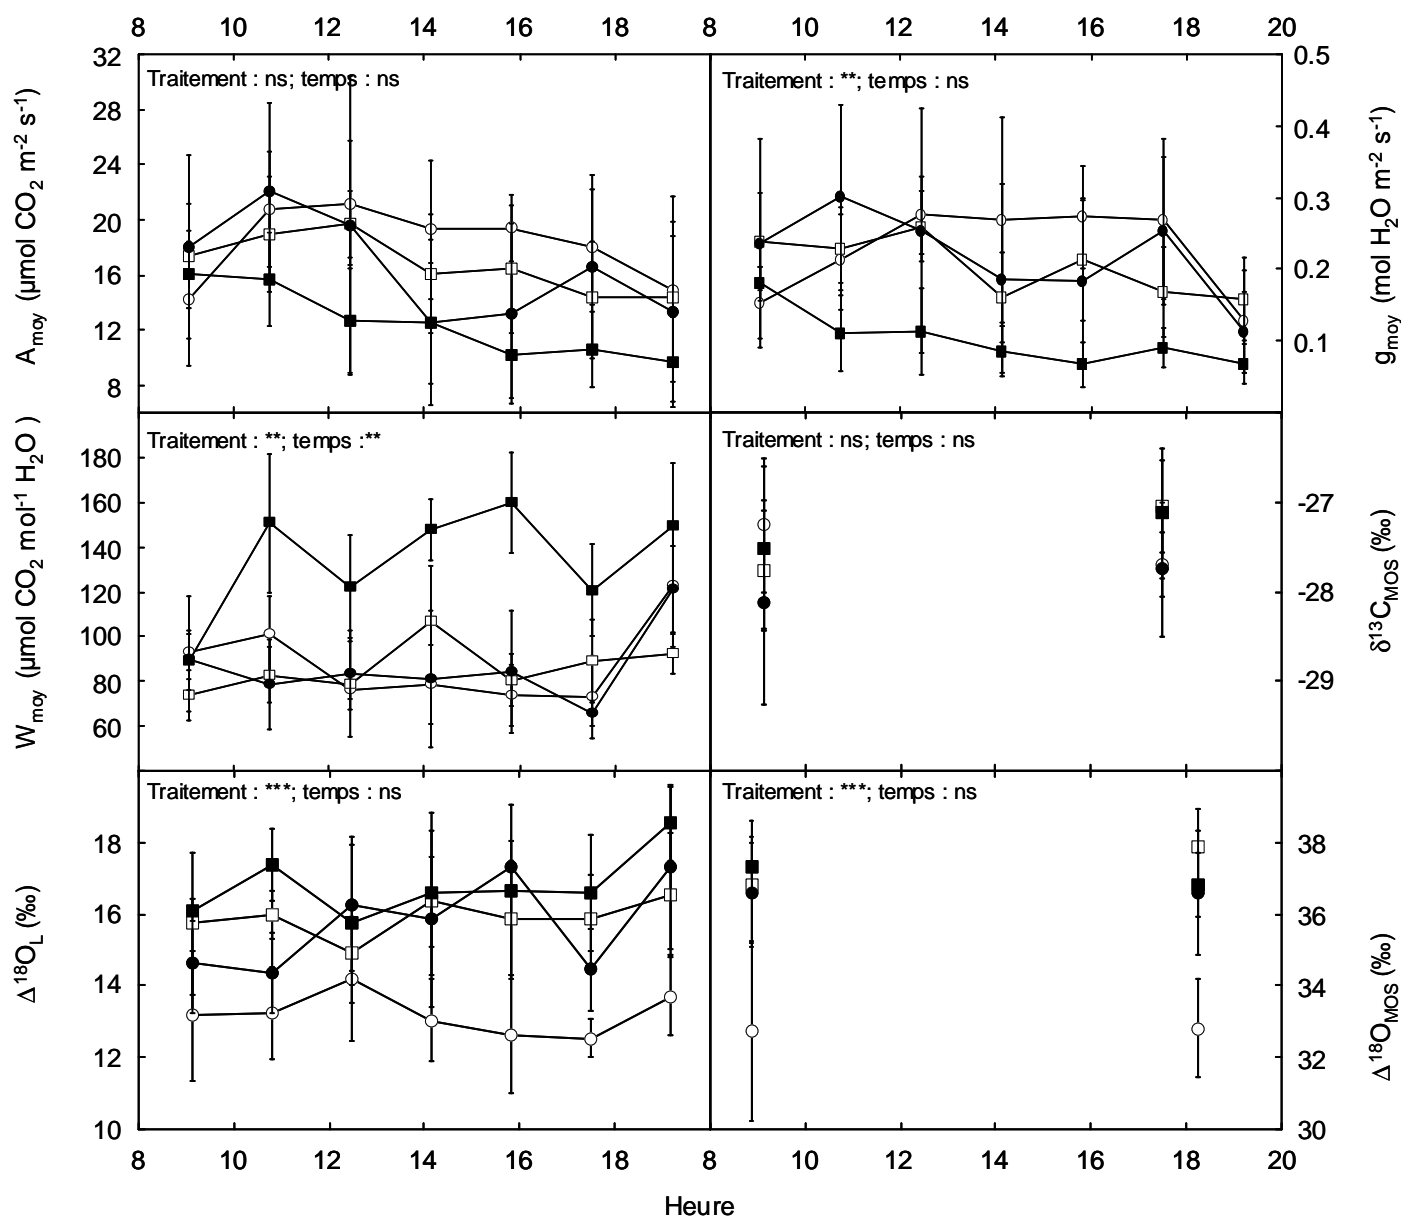 8 10 12 14 16 18 8 10 12 14 16 18 20
Traitement : ns; temps : ns
Traitement : **; temps : ns
32
28
24
20
16
12
8
A_moy (µmol CO₂ m⁻² s⁻¹)
0.5
0.4
0.3
0.2
0.1
g_moy (mol H₂O m⁻² s⁻¹)
Traitement : **; temps :**
Traitement : ns; temps : ns
180
160
140
120
100
80
60
W_moy (µmol CO₂ mol⁻¹ H₂O )
-27
-28
-29
δ¹³C_MOS (‰)
Traitement : ***; temps : ns
Traitement : ***; temps : ns
18
16
14
12
10
Δ¹⁸O_L (‰)
38
36
34
32
30
Δ¹⁸O_MOS (‰)
8 10 12 14 16 18 8 10 12 14 16 18 20
Heure